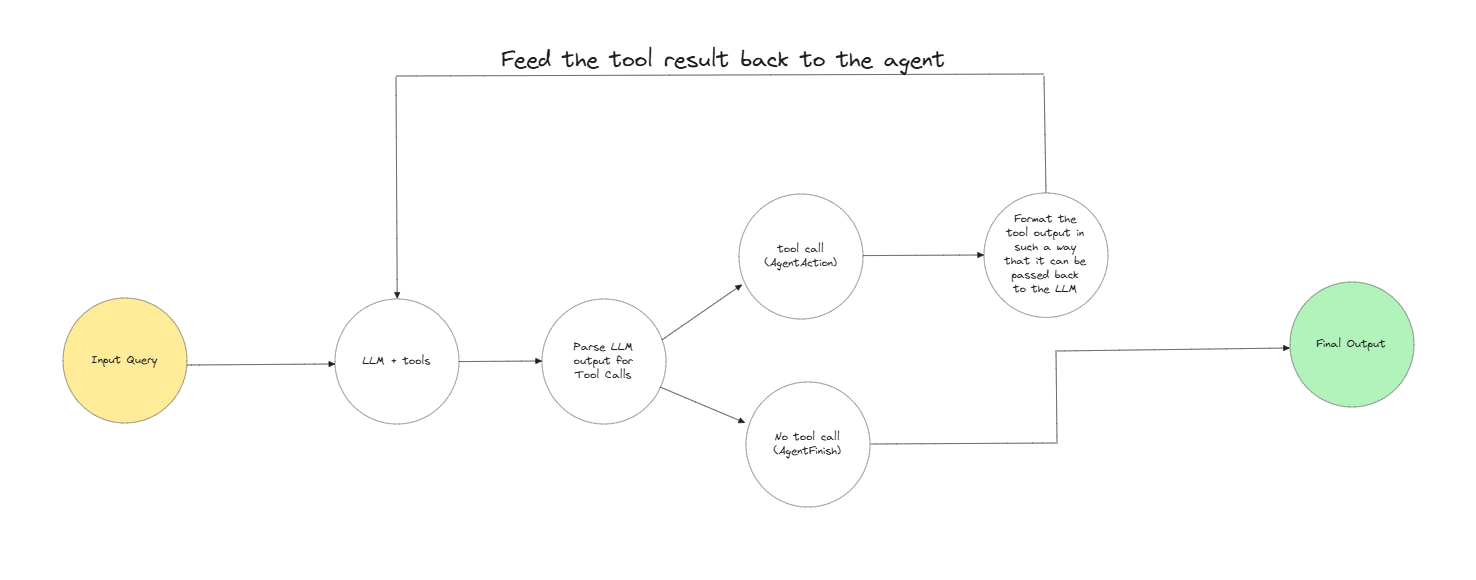 Feed the tool result back to the agent
Input Query
LLM + tools
Parse LLM
output for
Tool Calls
tool call
(AgentAction)
Format the
tool output in
such a way
that it can be
passed back
to the LLM
No tool call
(AgentFinish)
Final Output